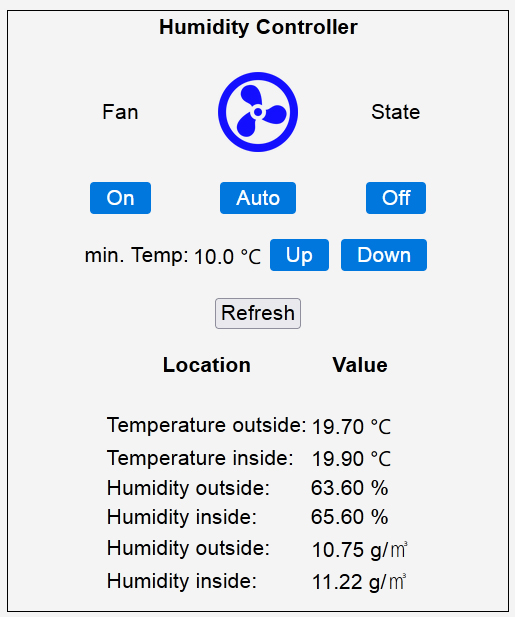 Humidity Controller
Fan State
On Auto Off
min. Temp: 10.0 °C Up Down
Refresh
Location Value
Temperature outside: 19.70 °C
Temperature inside: 19.90 °C
Humidity outside: 63.60 %
Humidity inside: 65.60 %
Humidity outside: 10.75 g/㎥
Humidity inside: 11.22 g/㎥